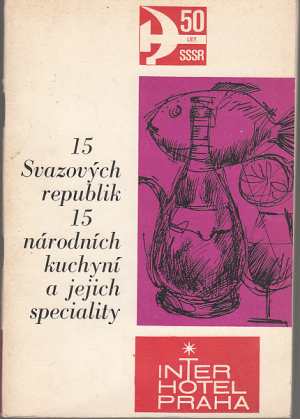 50
LET
SSSR
15
Svazových
republik
15
národních
kuchyní
a jejich
speciality
INTER
HOTEL
PRAHA